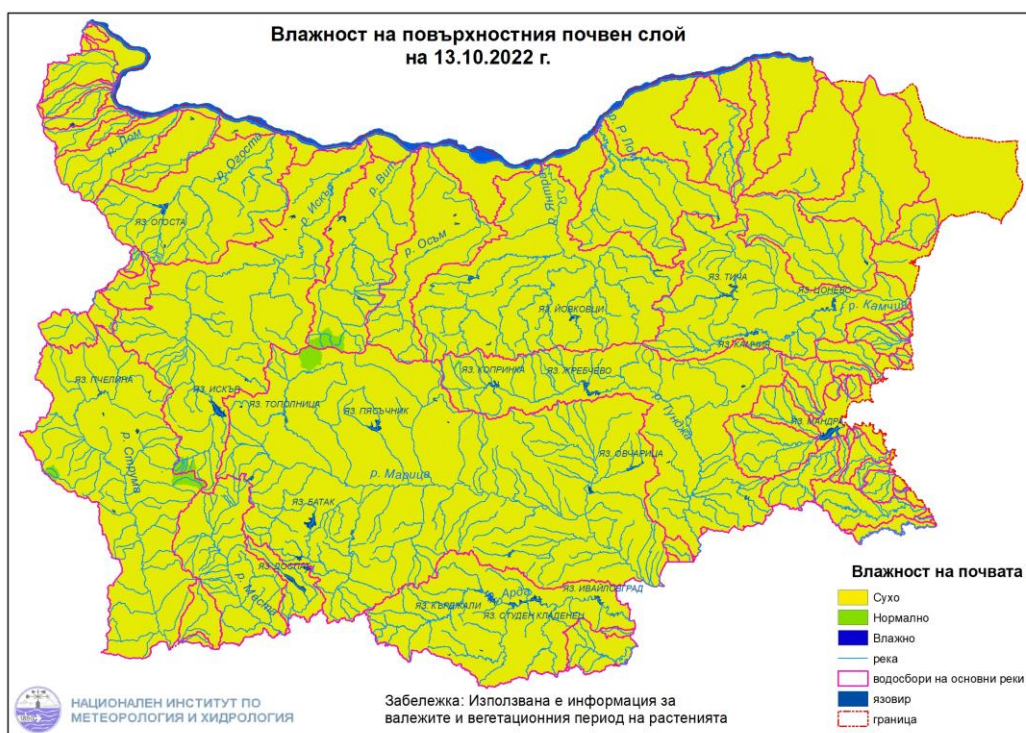 Влажност на повърхностния почвен слой
на 13.10.2022 г.
р. Лом
р. Огоста
р. Искър
р. Вит
р. Осъм
р. Янтра
р. Р. Лом
ЯЗ. ОГОСТА
ЯЗ. ТИЧА
ЯЗ. ЦОНЕВО
р. Камчия
ЯЗ. ЙОВКОВЦИ
ЯЗ. КАМЧИЯ
ЯЗ. ПЧЕЛИНА
ЯЗ. ИСКЪР
ЯЗ. ТОПОЛНИЦА
ЯЗ. ПЯСЪЧНИК
ЯЗ. КОПРИНКА
ЯЗ. ЖРЕБЧЕВО
р. Тунджа
ЯЗ. МАНДРА
р. Струма
р. Марица
ЯЗ. ОВЧАРИЦА
ЯЗ. БАТАК
ЯЗ. ДОСПАТ
р. Места
р. Арда
ЯЗ. КЪРДЖАЛИ
ЯЗ. ИВАЙЛОВГРАД
ЯЗ. СТУДЕН КЛАДЕНЕЦ
Влажност на почвата
Сухо
Нормално
Влажно
река
водосбори на основни реки
язовир
граница
НАЦИОНАЛЕН ИНСТИТУТ ПО
МЕТЕОРОЛОГИЯ И ХИДРОЛОГИЯ
Забележка: Използвана е информация за
валежите и вегетационния период на растенията